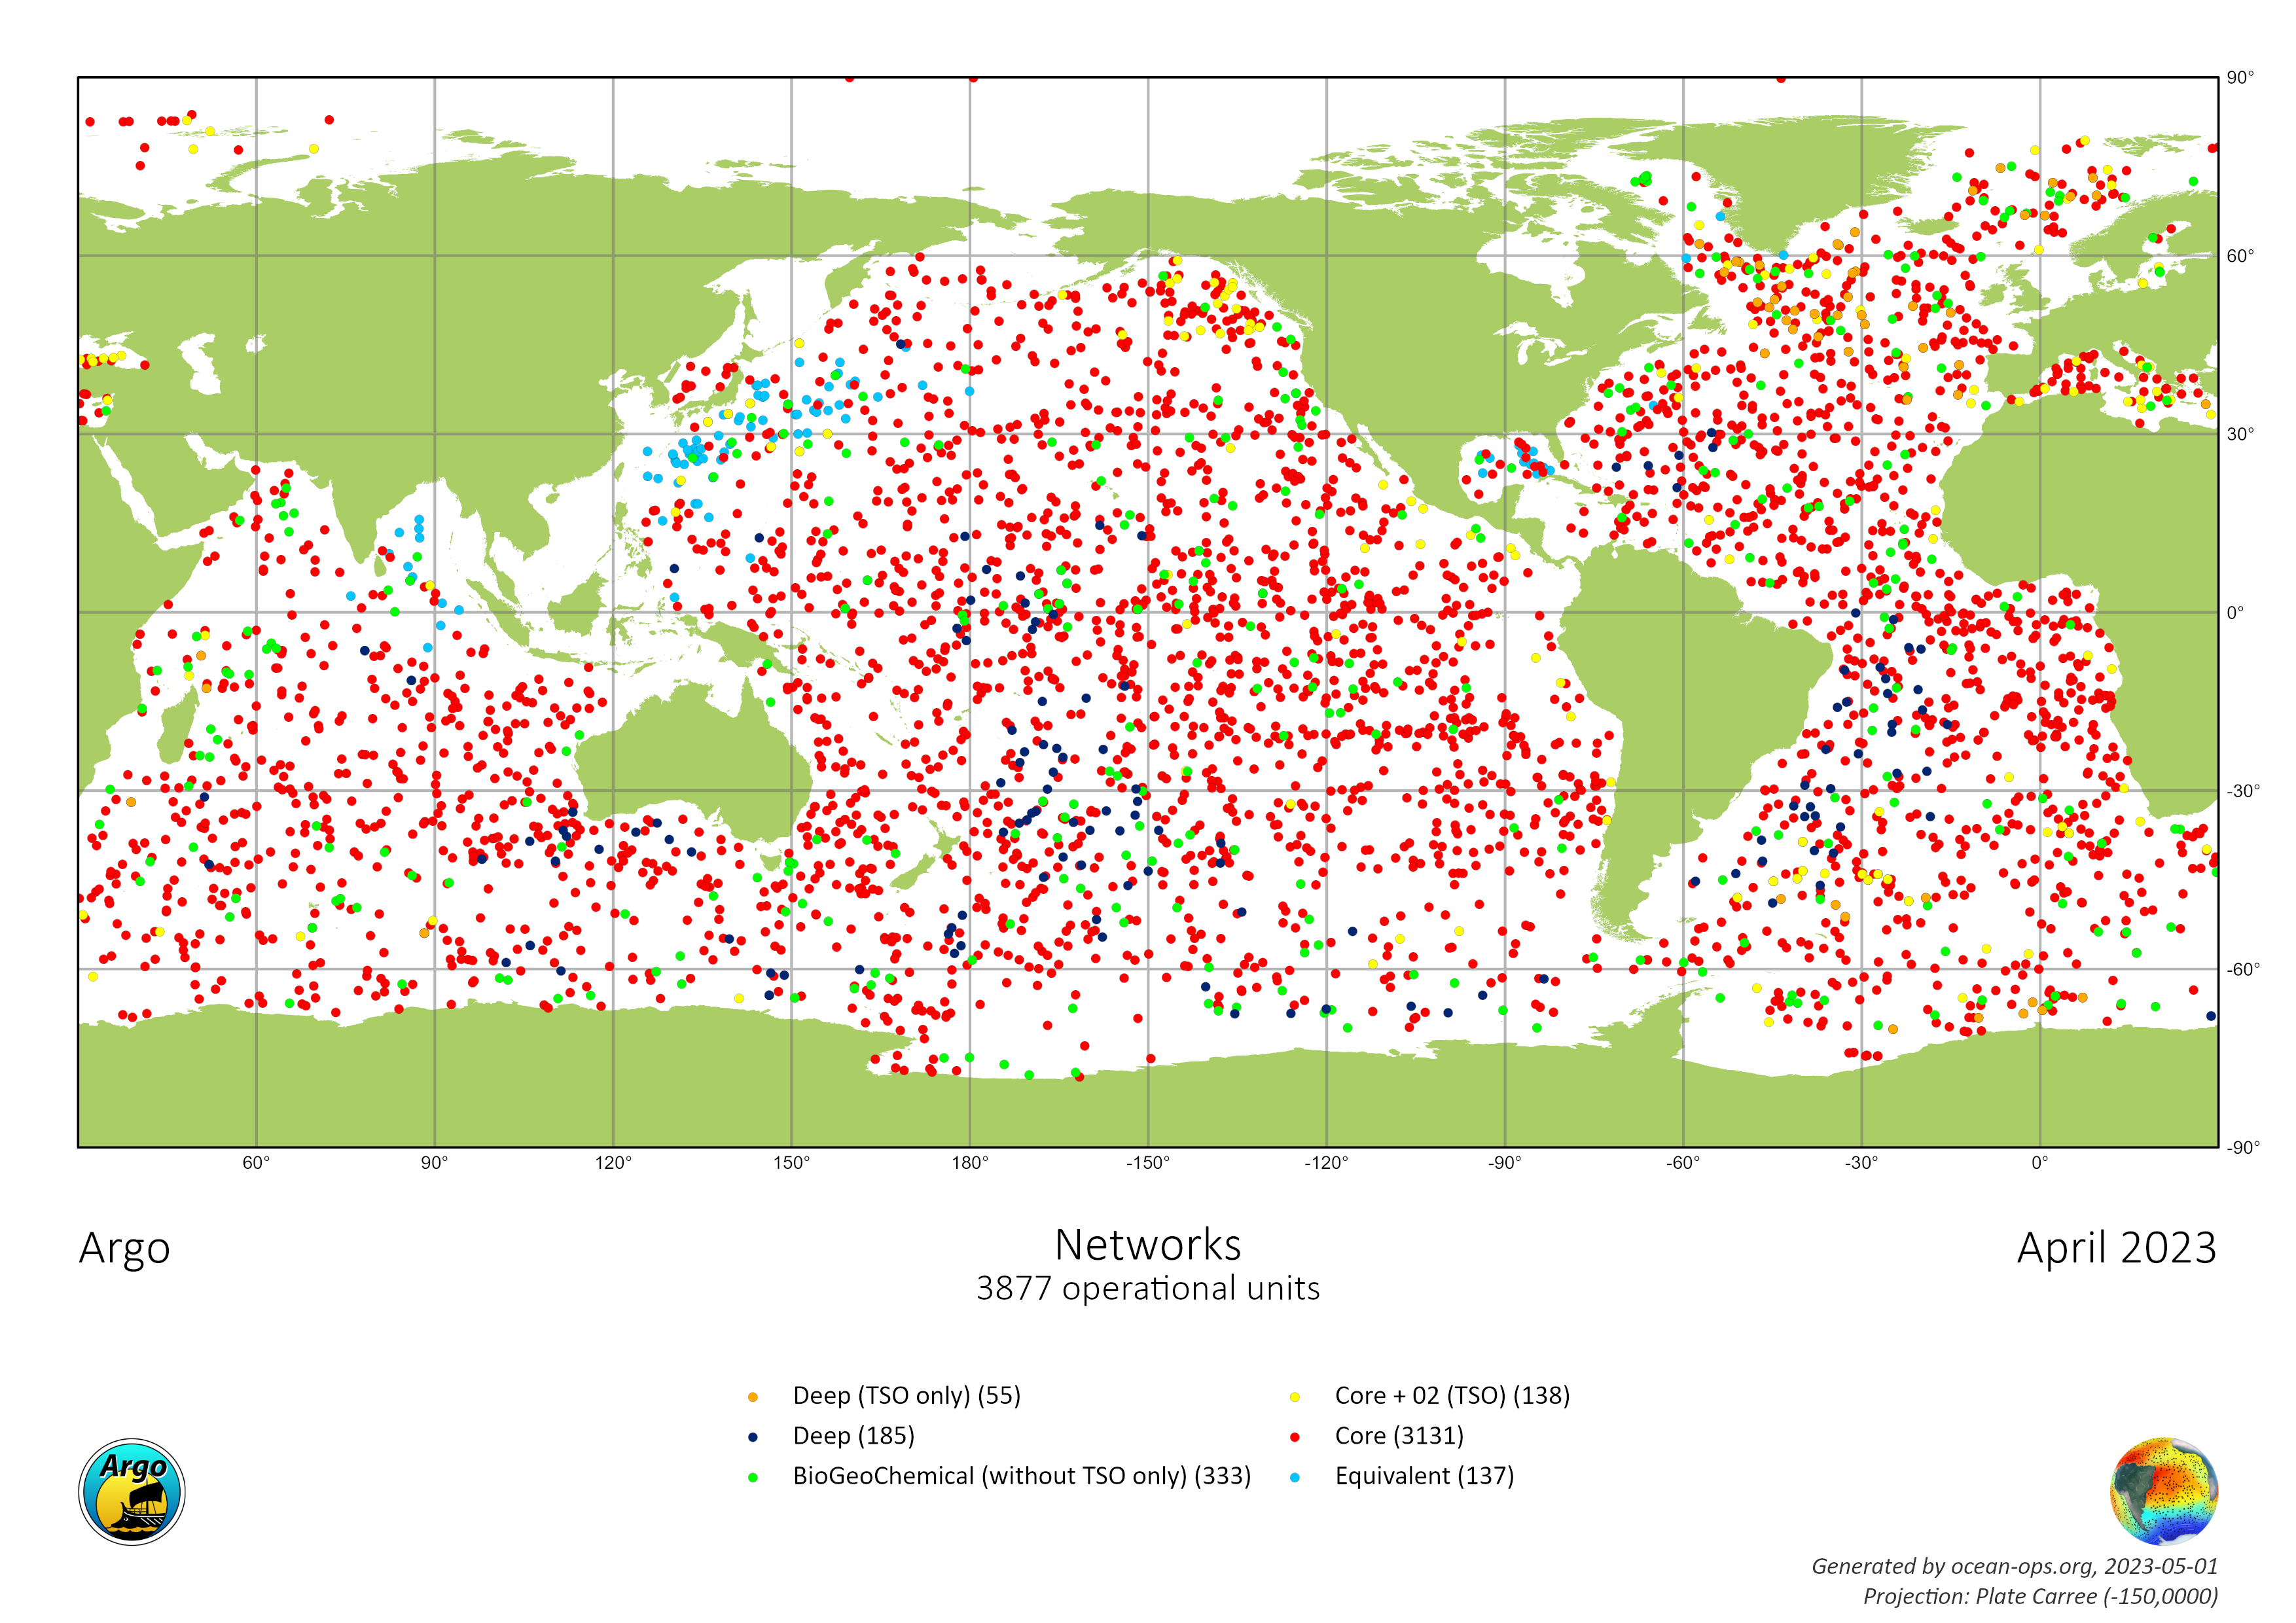 90°
60°
30°
0°
-30°
-60°
-90°
60° 90° 120° 150° 180° -150° -120° -90° -60° -30° 0°
Argo Networks April 2023
3877 operational units
Deep (TSO only) (55) Core + 02 (TSO) (138)
Deep (185) Core (3131)
BioGeoChemical (without TSO only) (333) Equivalent (137)
Argo
Generated by ocean-ops.org, 2023-05-01
Projection: Plate Carree (-150,0000)